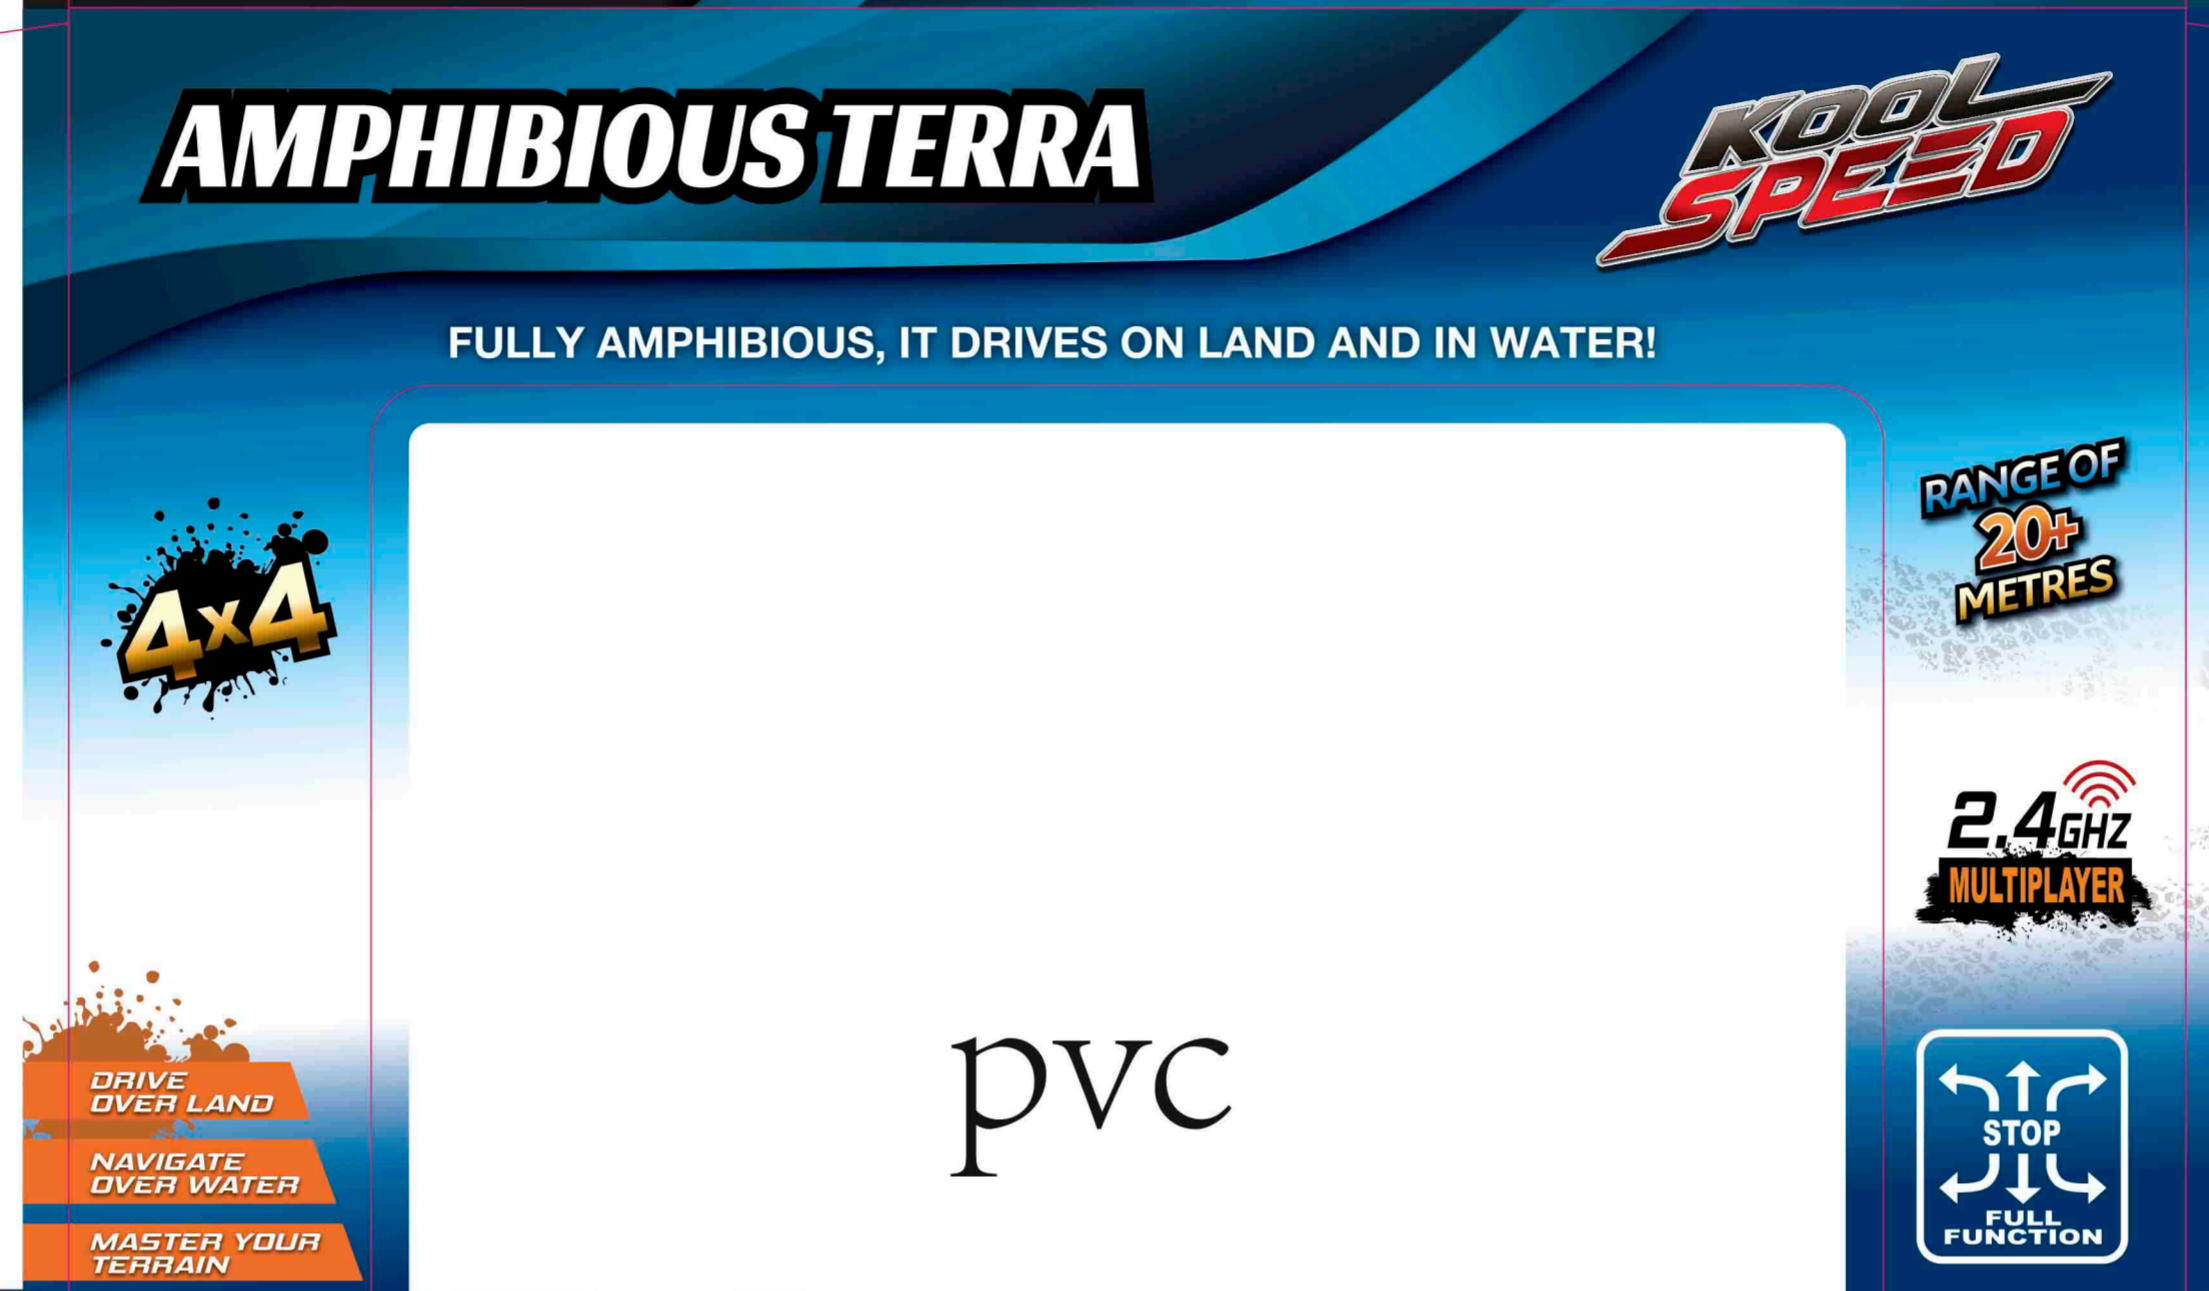 AMPHIBIOUS TERRA
KOOL
SPEED
FULLY AMPHIBIOUS, IT DRIVES ON LAND AND IN WATER!
4x4
RANGE OF
20+
METRES
2.4GHZ
MULTIPLAYER
pvc
DRIVE
OVER LAND
NAVIGATE
OVER WATER
MASTER YOUR
TERRAIN
STOP
FULL
FUNCTION